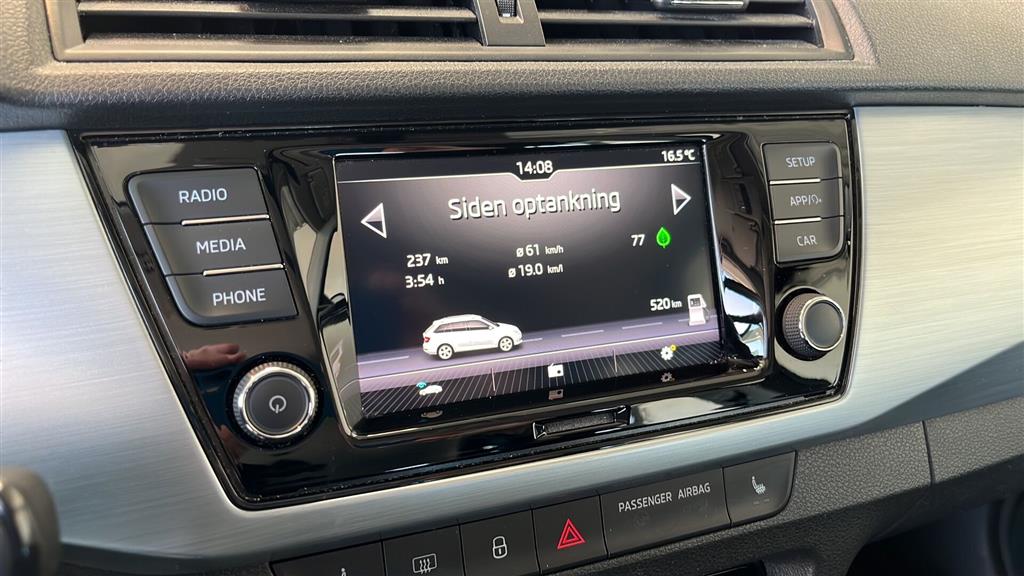 14:08
16.5°C
Siden optankning
237 km
3:54 h
ø 61 km/h
ø 19.0 km/l
77
520 km
RADIO
MEDIA
PHONE
SETUP
APP/
CAR
PASSENGER AIRBAG